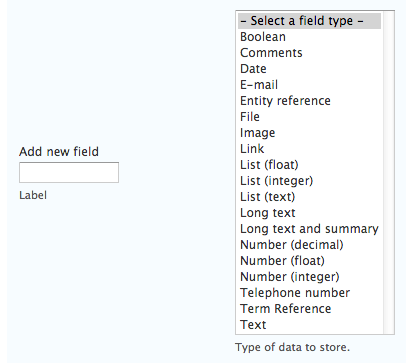 Add new field
Label
– Select a field type –
Boolean
Comments
Date
E-mail
Entity reference
File
Image
Link
List (float)
List (integer)
List (text)
Long text
Long text and summary
Number (decimal)
Number (float)
Number (integer)
Telephone number
Term Reference
Text
Type of data to store.